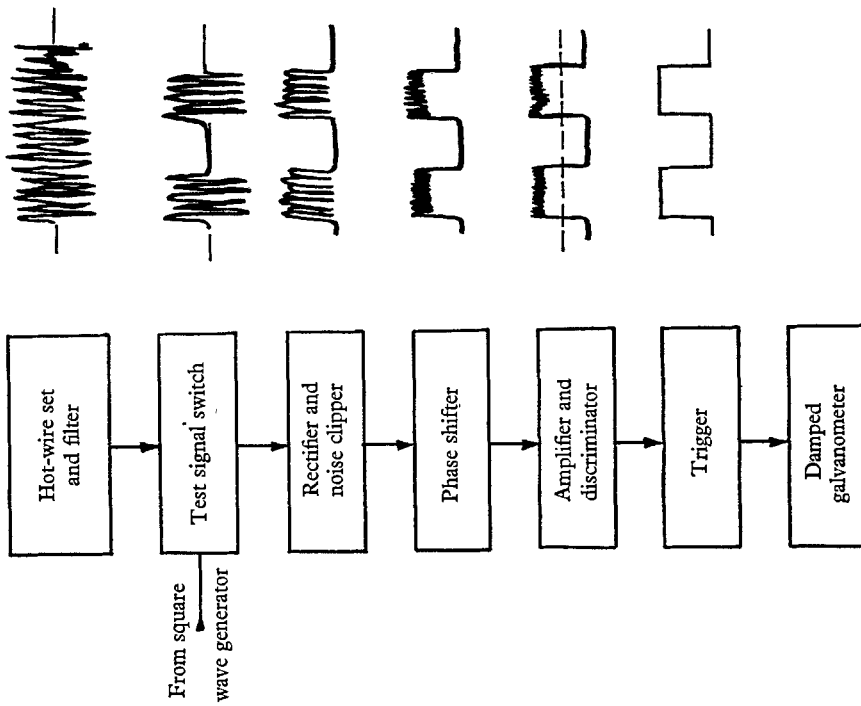 Hot-wire set
and filter
Test signal switch
Rectifier and
noise clipper
Phase shifter
Amplifier and
discriminator
Trigger
Damped
galvanometer
From square
wave generator